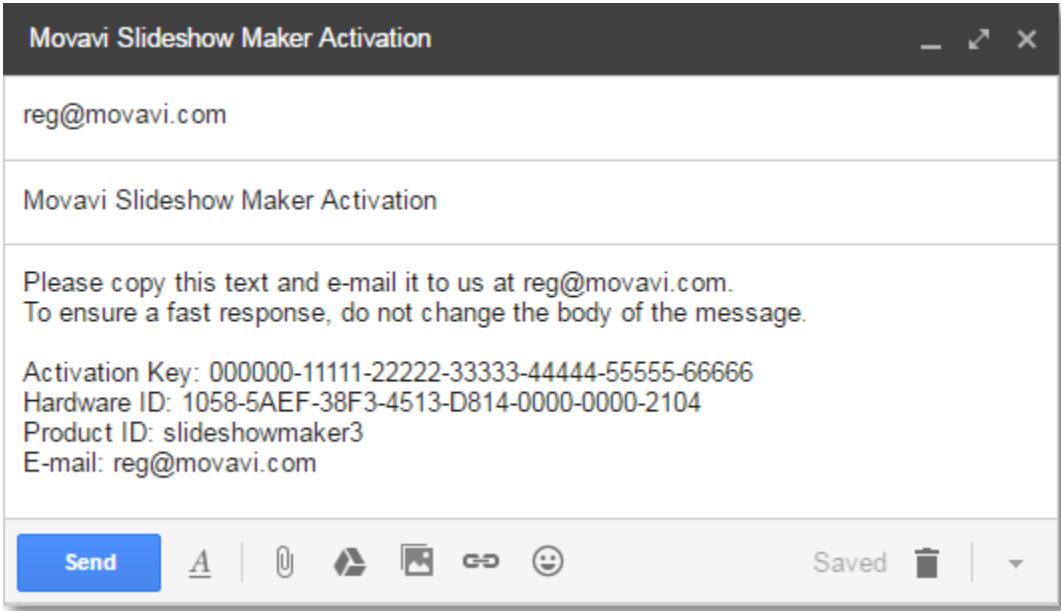 Movavi Slideshow Maker Activation
reg@movavi.com
Movavi Slideshow Maker Activation
Please copy this text and e-mail it to us at reg@movavi.com.
To ensure a fast response, do not change the body of the message.
Activation Key: 000000-11111-22222-33333-44444-55555-66666
Hardware ID: 1058-5AEF-38F3-4513-D814-0000-0000-2104
Product ID: slideshowmaker3
E-mail: reg@movavi.com
Send A Saved